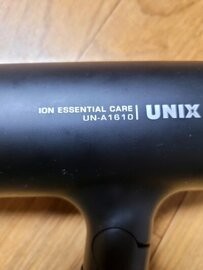 ION ESSENTIAL CARE
UN-A1610
UNIX